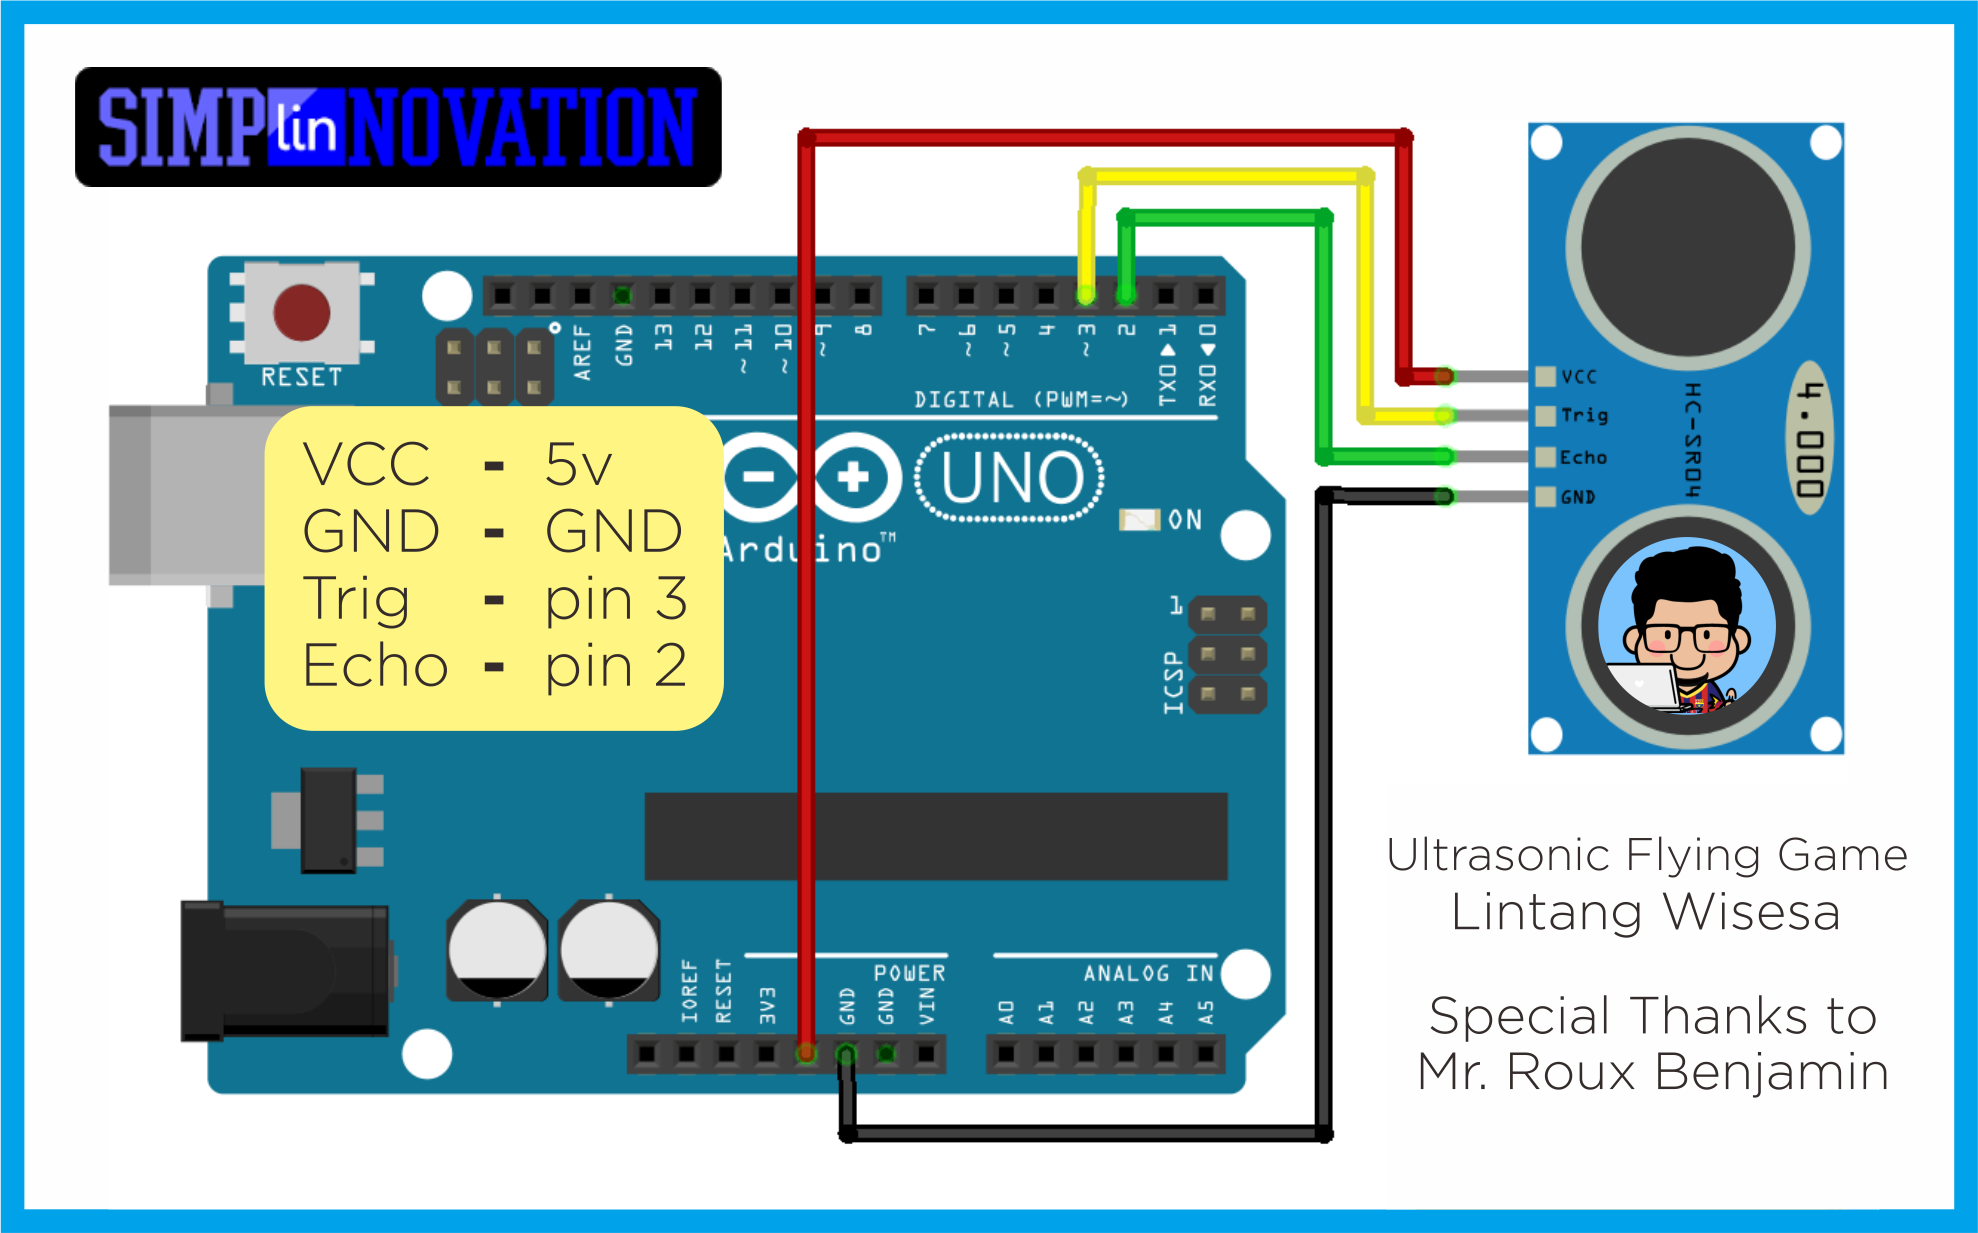 SIMPlinNOVATION
RESET
AREF
GND
13
12
~11
~10
~9
8
7
~6
~5
4
~3
2
TX0▶1
RX0◀0
DIGITAL (PWM=~)
VCC - 5v
GND - GND
Trig - pin 3
Echo - pin 2
UNO
Arduino™
ON
1
ICSP
IOREF
RESET
3V3
GND
GND
VIN
POWER
ANALOG IN
A0
A1
A2
A3
A4
A5
VCC
Trig
Echo
GND
HC-SR04
4.000
Ultrasonic Flying Game
Lintang Wisesa
Special Thanks to
Mr. Roux Benjamin